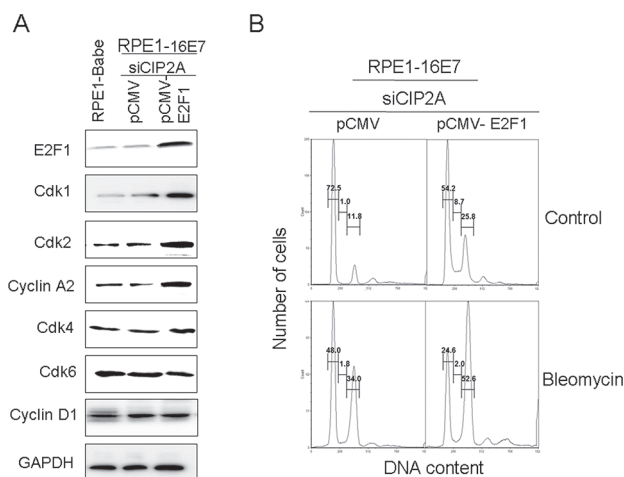 A
RPE1-16E7
siCIP2A
RPE1-Babe
pCMV
pCMV-
E2F1
E2F1
Cdk1
Cdk2
Cyclin A2
Cdk4
Cdk6
Cyclin D1
GAPDH
B
RPE1-16E7
siCIP2A
pCMV pCMV- E2F1
72.5 1.0 11.8
54.2 8.7 25.8
Control
48.0 1.8 34.0
24.6 2.0 52.6
Bleomycin
Number of cells
DNA content